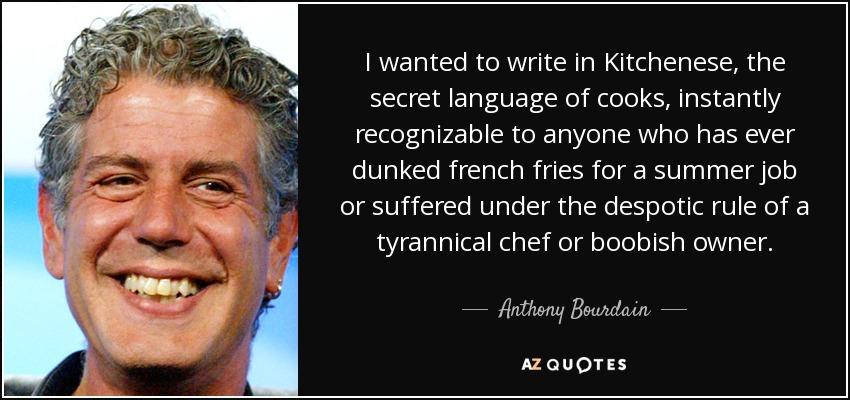 I wanted to write in Kitchenese, the
secret language of cooks, instantly
recognizable to anyone who has ever
dunked french fries for a summer job
or suffered under the despotic rule of a
tyrannical chef or boobish owner.
Anthony Bourdain
AZ QUOTES